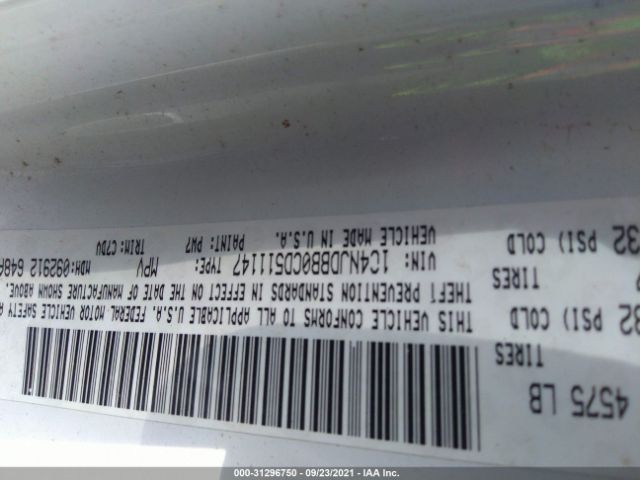 4575 LB
TIRES
32 PSI) COLD
TIRES
32 PSI) COLD
THIS VEHICLE CONFORMS TO ALL APPLICABLE U.S.A. FEDERAL MOTOR VEHICLE SAFETY
THEFT PREVENTION STANDARDS IN EFFECT ON THE DATE OF MANUFACTURE SHOWN ABOVE.
VIN: 1C4NJDBB0CD511147 TYPE: MPV MDH:092912 648A
VEHICLE MADE IN U.S.A. PAINT: PW7 TRIM: C7DV
000-31296750 - 09/23/2021 - IAA Inc.